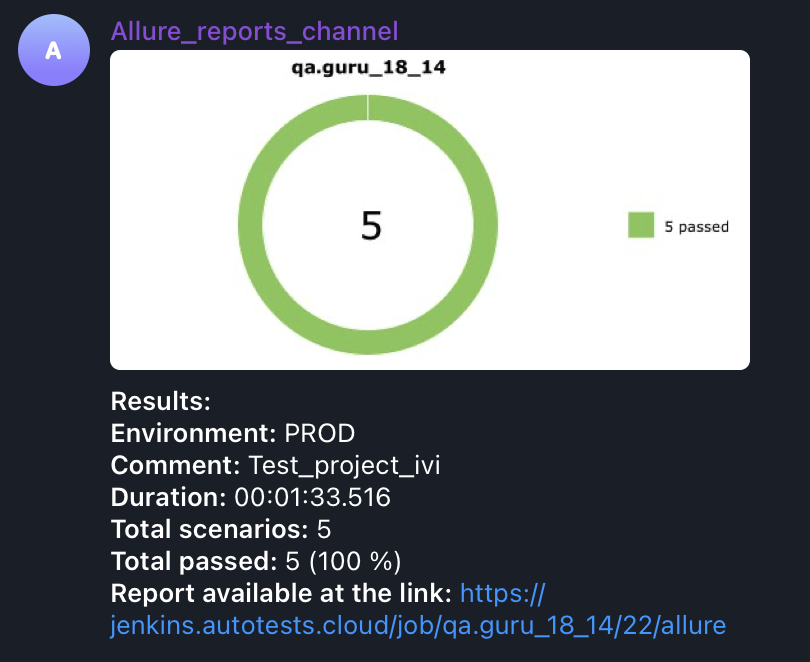 A
Allure_reports_channel
qa.guru_18_14
5
5 passed
Results:
Environment: PROD
Comment: Test_project_ivi
Duration: 00:01:33.516
Total scenarios: 5
Total passed: 5 (100 %)
Report available at the link: https://
jenkins.autotests.cloud/job/qa.guru_18_14/22/allure